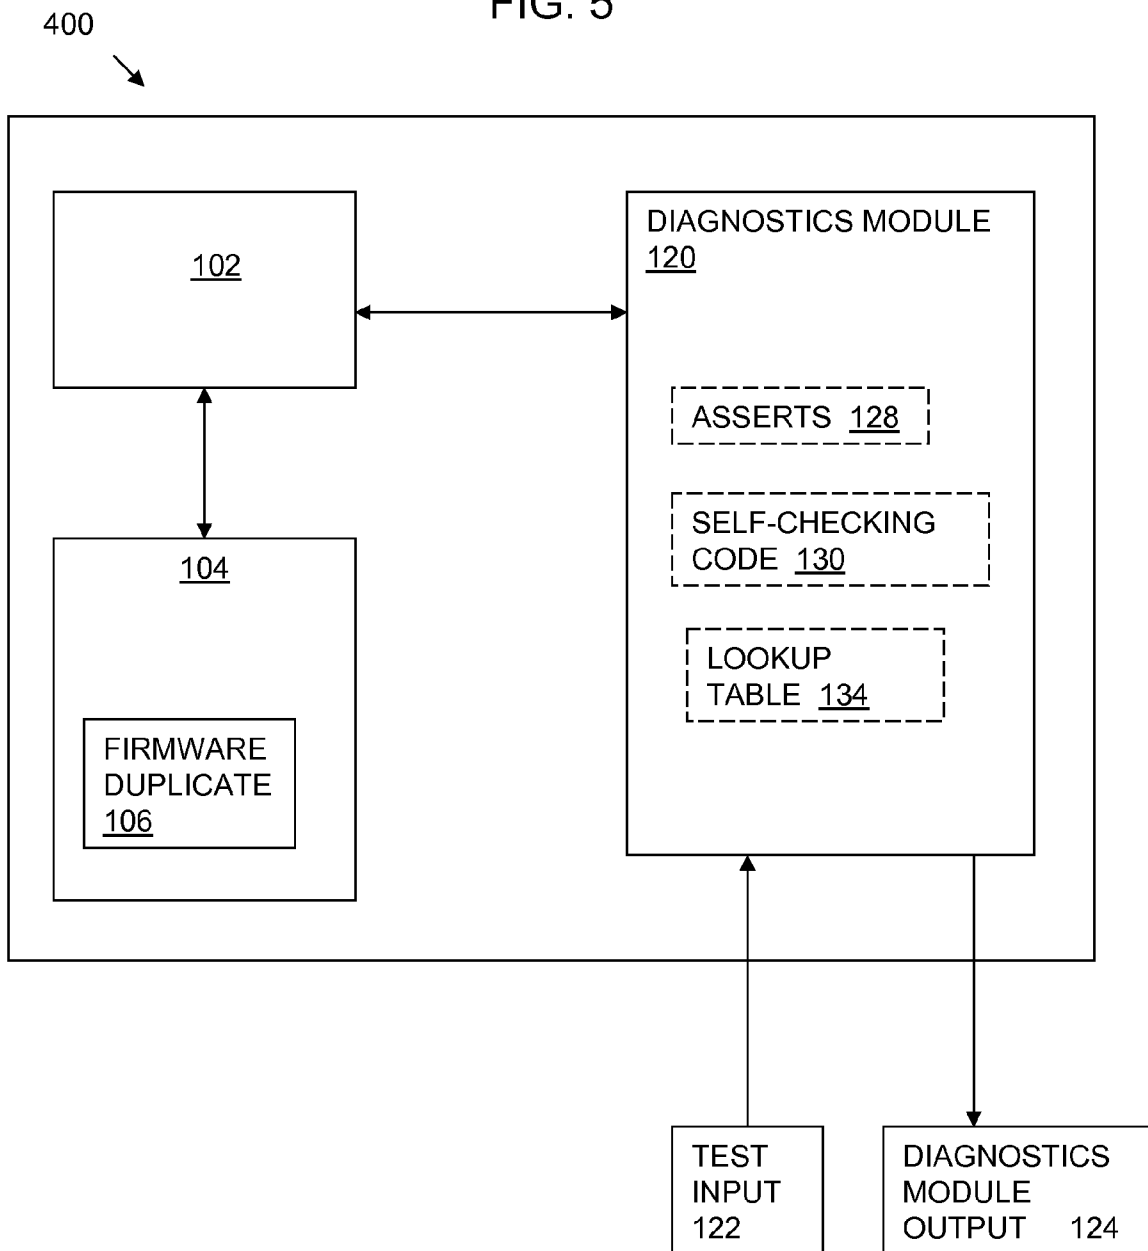 FIG. 5
400
102
DIAGNOSTICS MODULE
120
ASSERTS 128
SELF-CHECKING
CODE 130
LOOKUP
TABLE 134
104
FIRMWARE
DUPLICATE
106
TEST
INPUT
122
DIAGNOSTICS
MODULE
OUTPUT 124